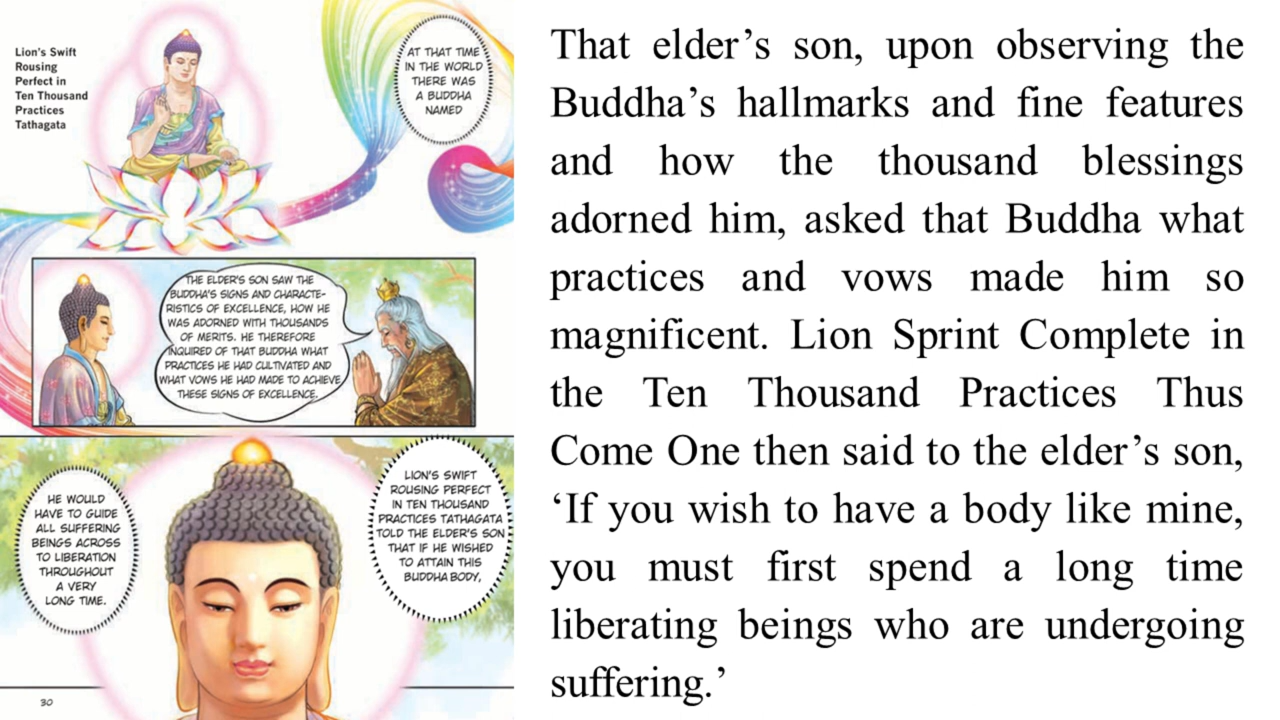 Lion's Swift
Rousing
Perfect in
Ten Thousand
Practices
Tathagata
AT THAT TIME
IN THE WORLD
THERE WAS
A BUDDHA
NAMED
THE ELDER'S SON SAW THE
BUDDHA'S SIGNS AND CHARACTE-
RISTICS OF EXCELLENCE, HOW HE
WAS ADORNED WITH THOUSANDS
OF MERITS. HE THEREFORE
INQUIRED OF THAT BUDDHA WHAT
PRACTICES HE HAD CULTIVATED AND
WHAT VOWS HE HAD MADE TO ACHIEVE
THESE SIGNS OF EXCELLENCE.
LION'S SWIFT
ROUSING PERFECT
IN TEN THOUSAND
PRACTICES TATHAGATA
TOLD THE ELDER'S SON
THAT IF HE WISHED
TO ATTAIN THIS
BUDDHA BODY,
HE WOULD
HAVE TO GUIDE
ALL SUFFERING
BEINGS ACROSS
TO LIBERATION
THROUGHOUT
A VERY
LONG TIME.
30
That elder’s son, upon observing the
Buddha’s hallmarks and fine features
and how the thousand blessings
adorned him, asked that Buddha what
practices and vows made him so
magnificent. Lion Sprint Complete in
the Ten Thousand Practices Thus
Come One then said to the elder’s son,
‘If you wish to have a body like mine,
you must first spend a long time
liberating beings who are undergoing
suffering.’